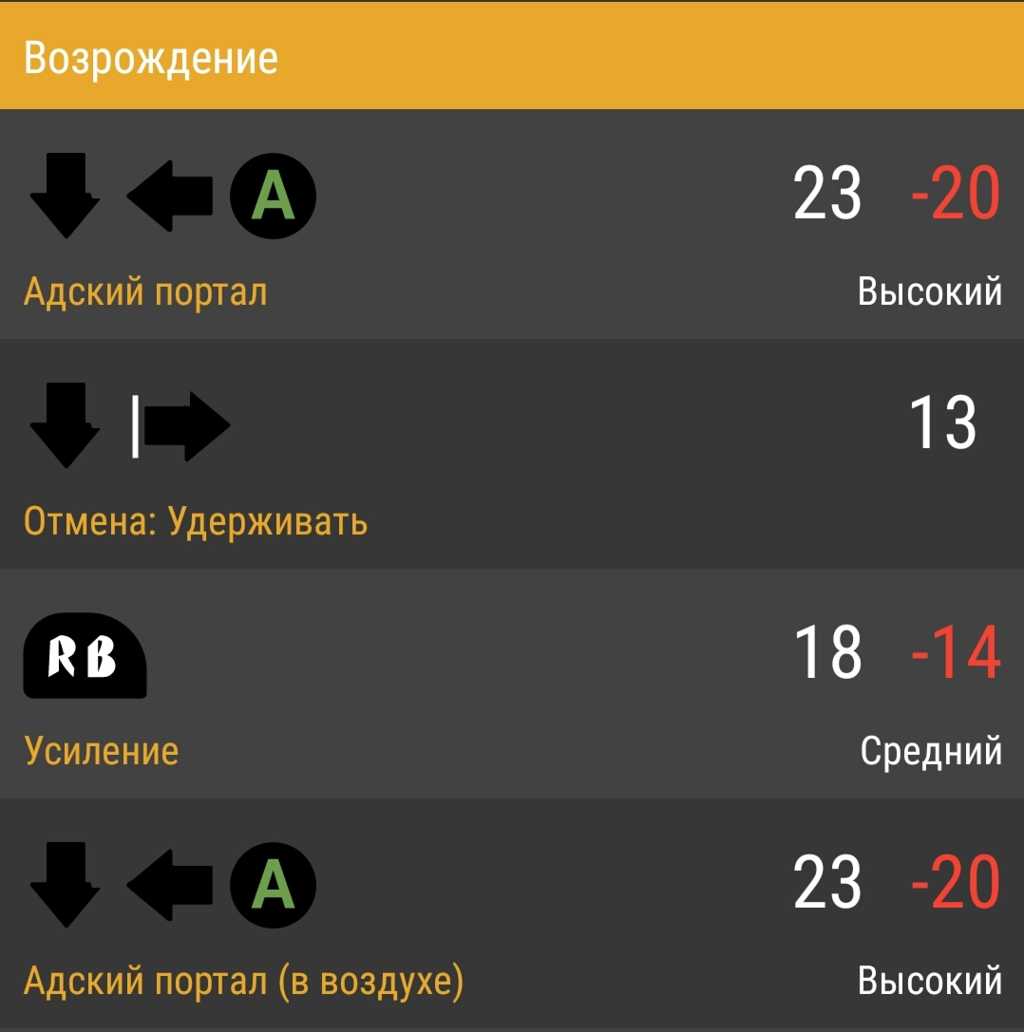 Возрождение
A 23 -20
Адский портал Высокий
13
Отмена: Удерживать
RB 18 -14
Усиление Средний
A 23 -20
Адский портал (в воздухе) Высокий